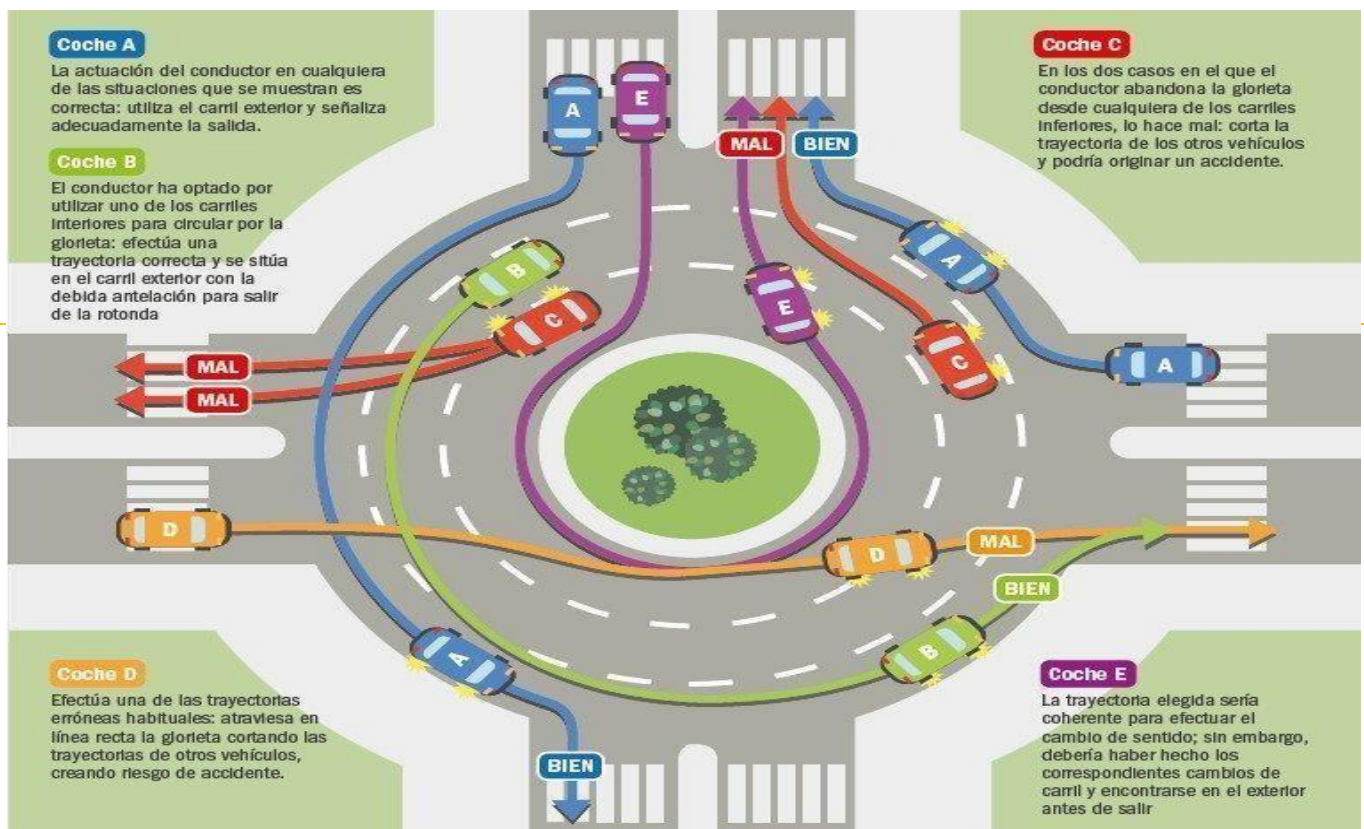 Coche A
La actuación del conductor en cualquiera
de las situaciones que se muestran es
correcta: utiliza el carril exterior y señaliza
adecuadamente la salida.
Coche B
El conductor ha optado por
utilizar uno de los carriles
interiores para circular por la
glorieta: efectúa una
trayectoria correcta y se sitúa
en el carril exterior con la
debida antelación para salir
de la rotonda
Coche C
En los dos casos en el que el
conductor abandona la glorieta
desde cualquiera de los carriles
inferiores, lo hace mal: corta la
trayectoria de los otros vehículos
y podría originar un accidente.
A
E
MAL
BIEN
A
B
E
C
C
A
MAL
MAL
D
D
MAL
BIEN
B
A
BIEN
Coche D
Efectúa una de las trayectorias
erróneas habituales: atraviesa en
línea recta la glorieta cortando las
trayectorias de otros vehículos,
creando riesgo de accidente.
Coche E
La trayectoria elegida sería
coherente para efectuar el
cambio de sentido; sin embargo,
debería haber hecho los
correspondientes cambios de
carril y encontrarse en el exterior
antes de salir